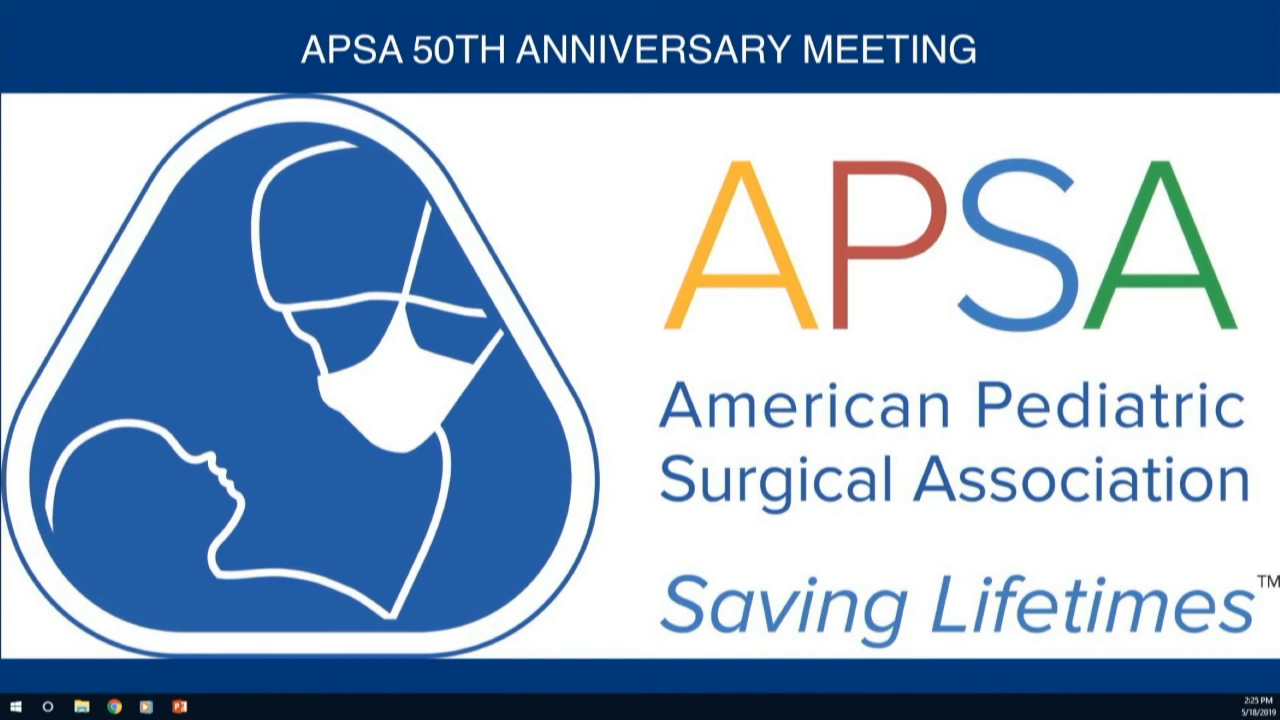 APSA 50TH ANNIVERSARY MEETING
APSA
American Pediatric
Surgical Association
Saving Lifetimes™
2:25 PM
5/18/2019